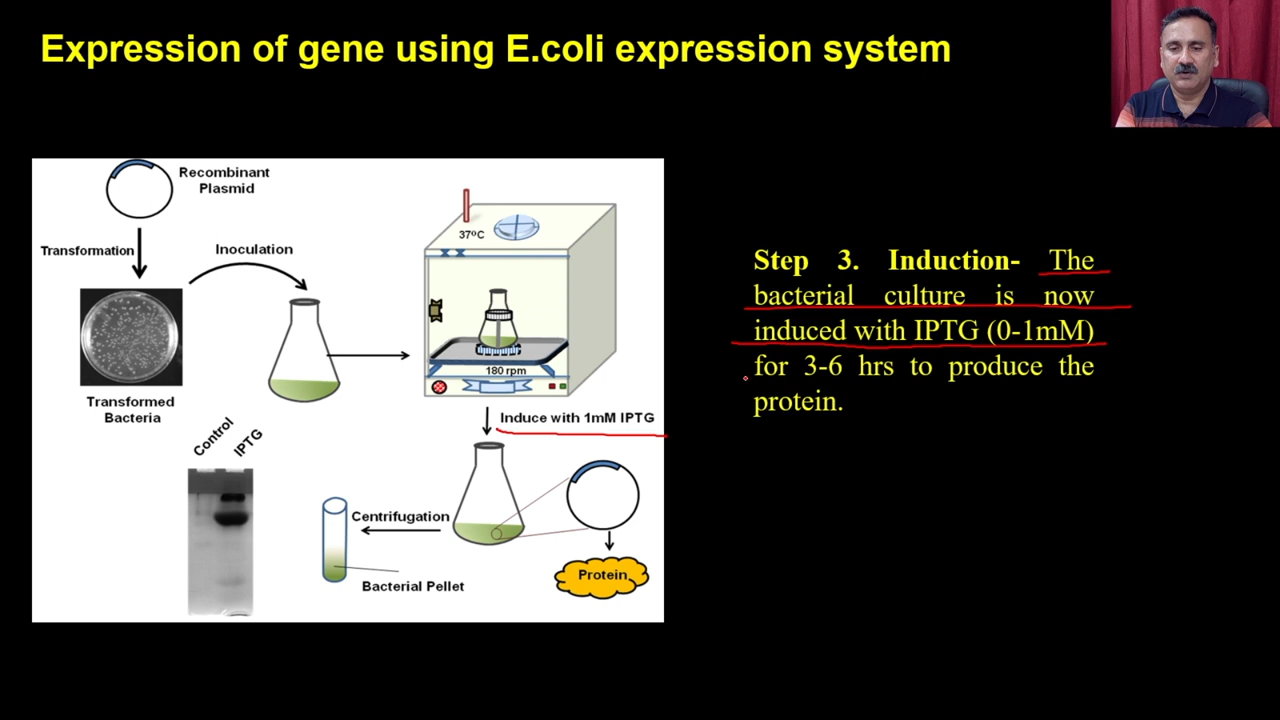 Expression of gene using E.coli expression system
Recombinant
Plasmid
Transformation
Inoculation
37⁰C
180 rpm
Transformed
Bacteria
Induce with 1mM IPTG
Control
IPTG
Centrifugation
Bacterial Pellet
Protein
Step 3. Induction- The
bacterial culture is now
induced with IPTG (0-1mM)
for 3-6 hrs to produce the
protein.